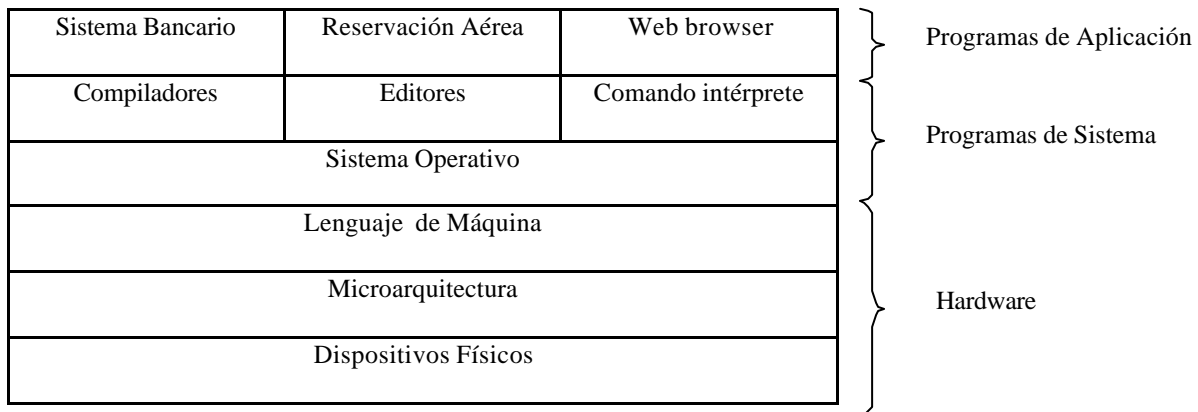 Sistema Bancario
Reservación Aérea
Web browser
Programas de Aplicación
Compiladores
Editores
Comando intérprete
Programas de Sistema
Sistema Operativo
Lenguaje de Máquina
Microarquitectura
Hardware
Dispositivos Físicos